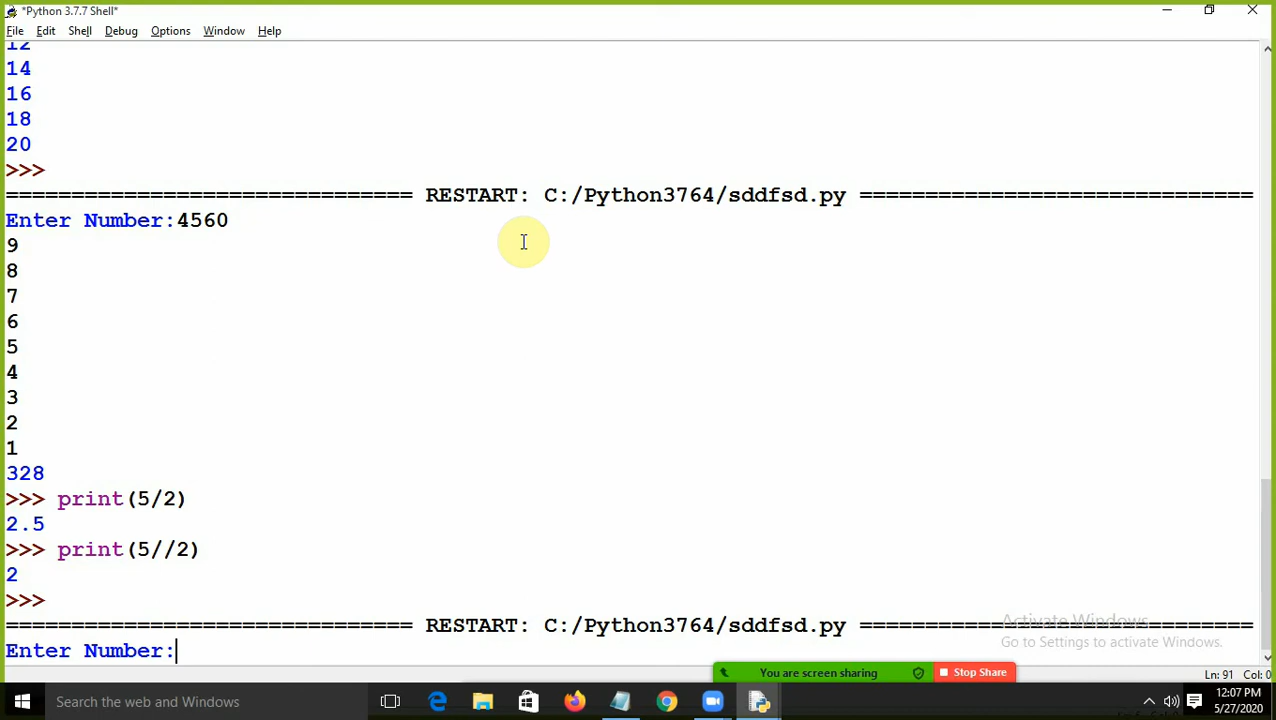 *Python 3.7.7 Shell*
File Edit Shell Debug Options Window Help
12
14
16
18
20
>>>
=============================== RESTART: C:/Python3764/sddfsd.py ==============================
Enter Number:4560
9
8
7
6
5
4
3
2
1
328
>>> print(5/2)
2.5
>>> print(5//2)
2
>>>
=============================== RESTART: C:/Python3764/sddfsd.py ==============================
Enter Number:
Activate Windows
Go to Settings to activate Windows.
You are screen sharing Stop Share
Ln: 91 Col: 0
Search the web and Windows
12:07 PM
5/27/2020